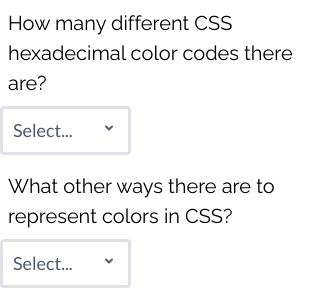 How many different CSS
hexadecimal color codes there
are?
Select...
What other ways there are to
represent colors in CSS?
Select...